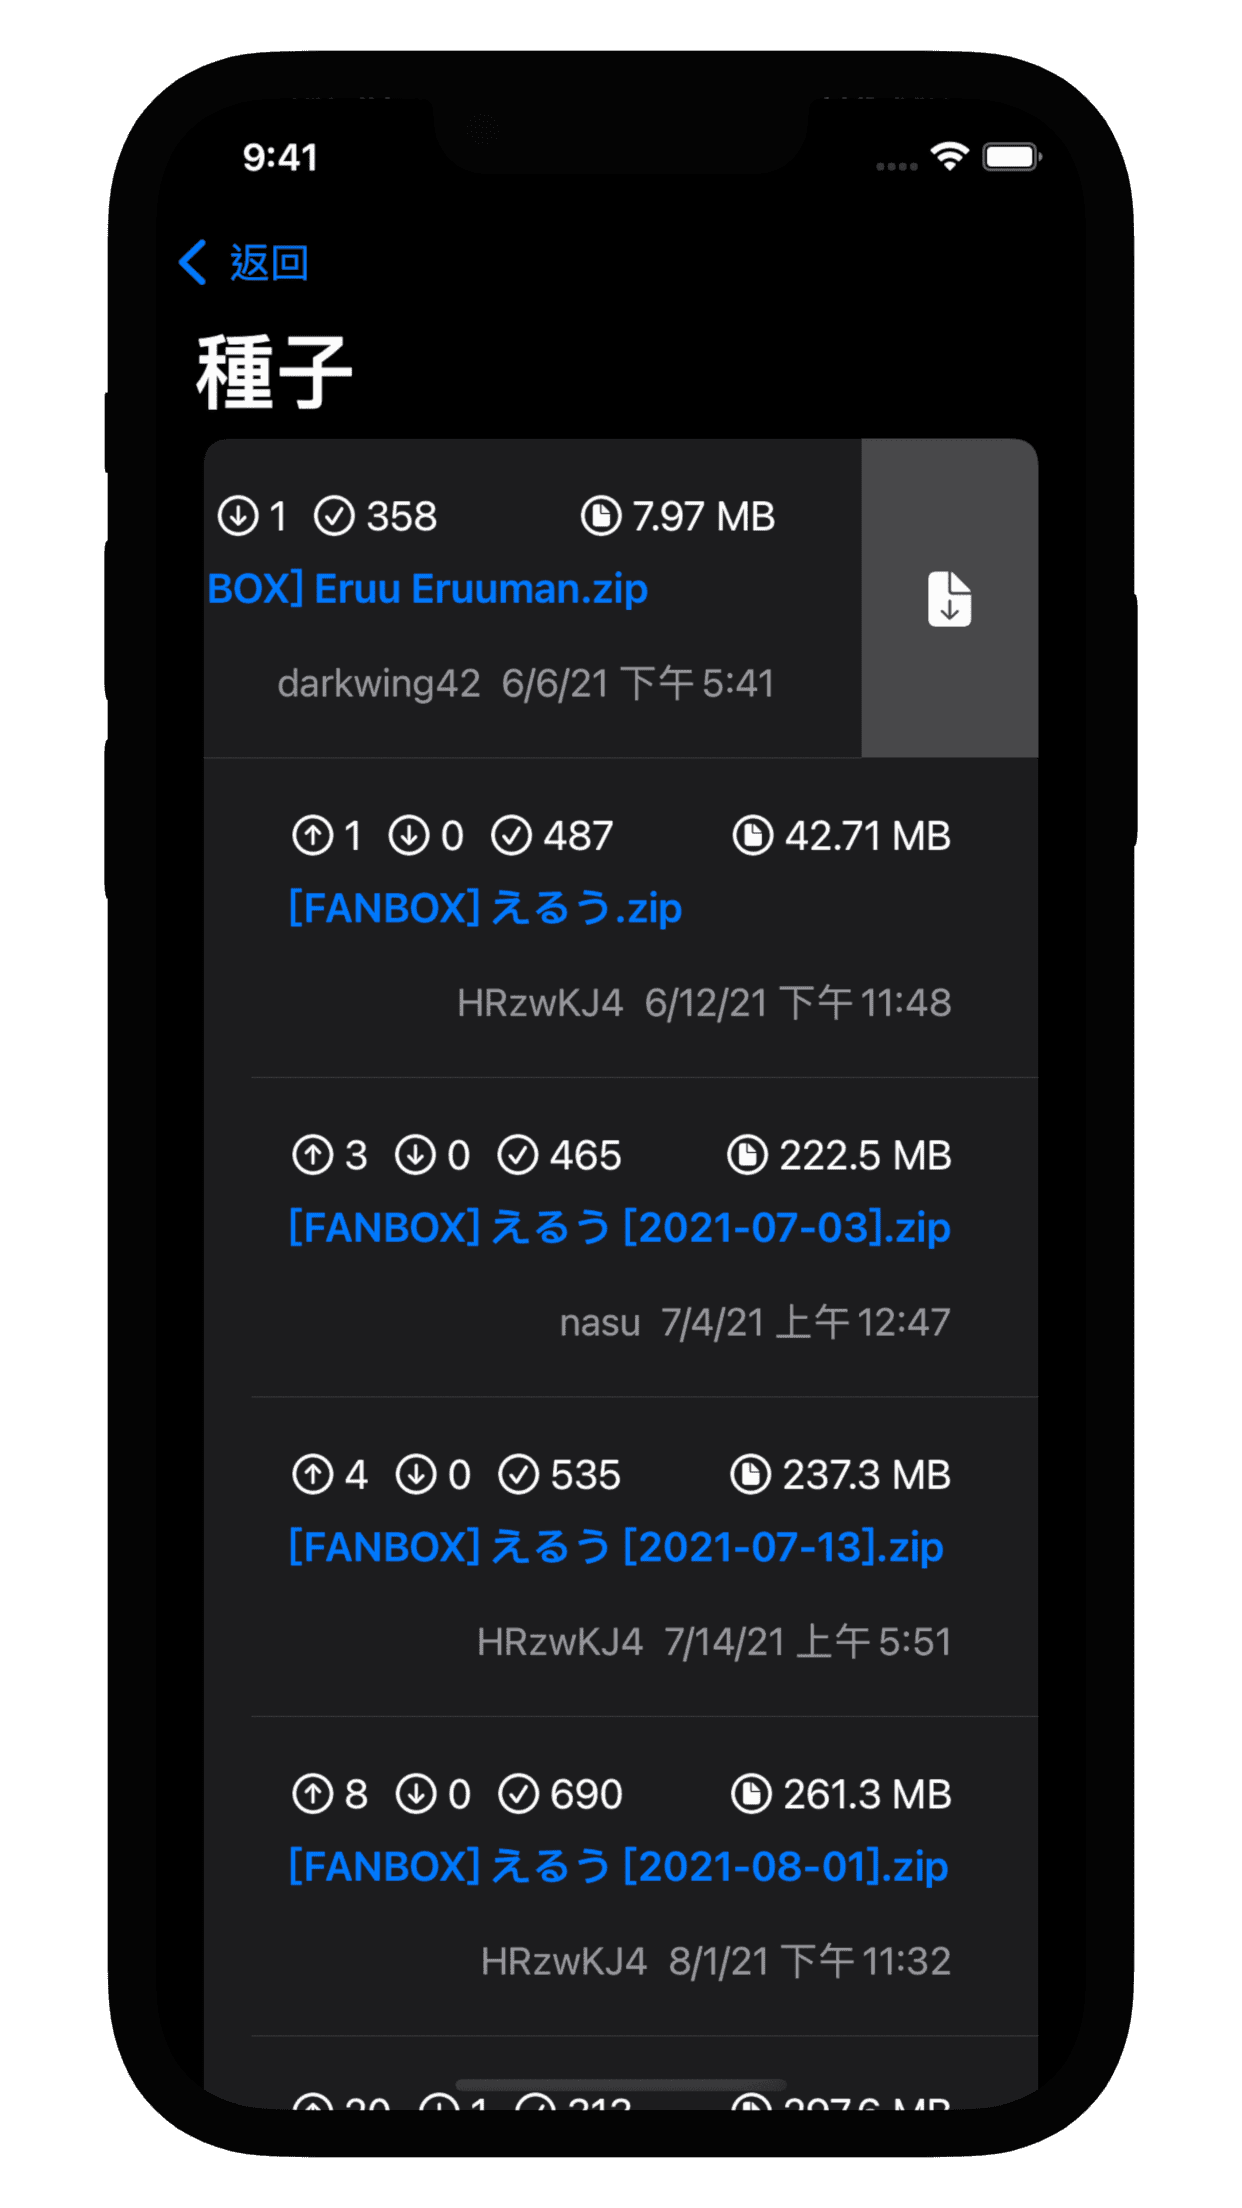 9:41
返回
種子
1 358 7.97 MB
BOX] Eruu Eruuman.zip
darkwing42 6/6/21 下午 5:41
1 0 487 42.71 MB
[FANBOX] えるう.zip
HRzwKJ4 6/12/21 下午 11:48
3 0 465 222.5 MB
[FANBOX] えるう [2021-07-03].zip
nasu 7/4/21 上午 12:47
4 0 535 237.3 MB
[FANBOX] えるう [2021-07-13].zip
HRzwKJ4 7/14/21 上午 5:51
8 0 690 261.3 MB
[FANBOX] えるう [2021-08-01].zip
HRzwKJ4 8/1/21 下午 11:32